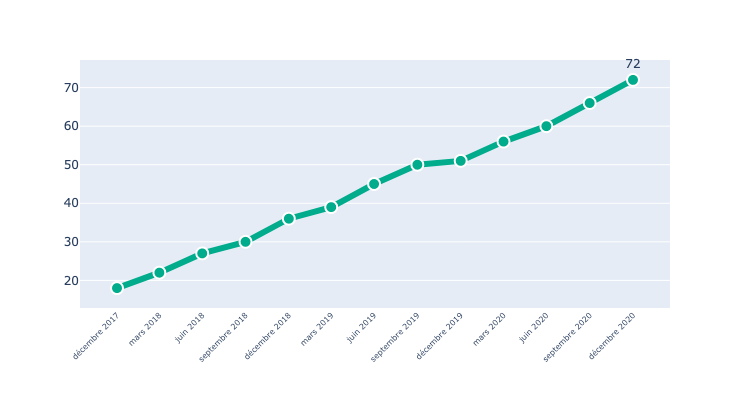 72
70
60
50
40
30
20
décembre 2017
mars 2018
juin 2018
septembre 2018
décembre 2018
mars 2019
juin 2019
septembre 2019
décembre 2019
mars 2020
juin 2020
septembre 2020
décembre 2020